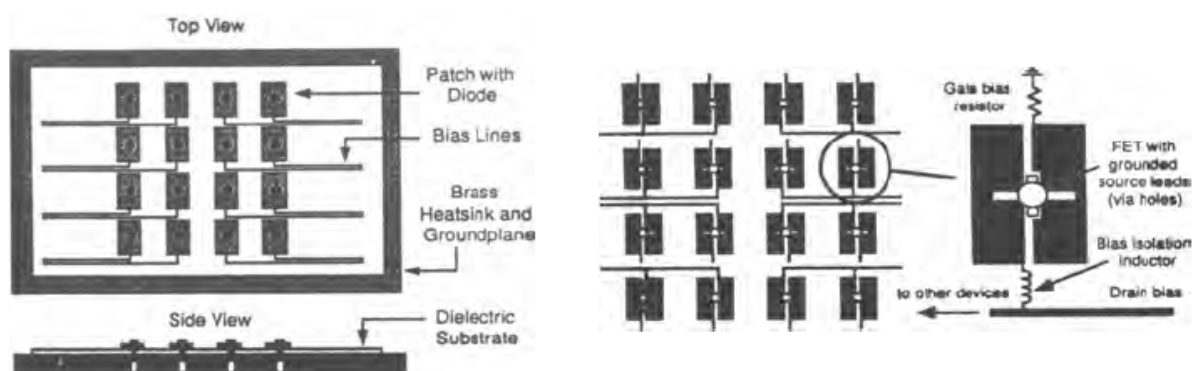 Top View
Patch with
Diode
Bias Lines
Brass
Heatsink and
Groundplane
Side View
Dielectric
Substrate
Gate bias
resistor
FET with
grounded
source leads
(via holes)
Bias isolation
inductor
to other devices
Drain bias